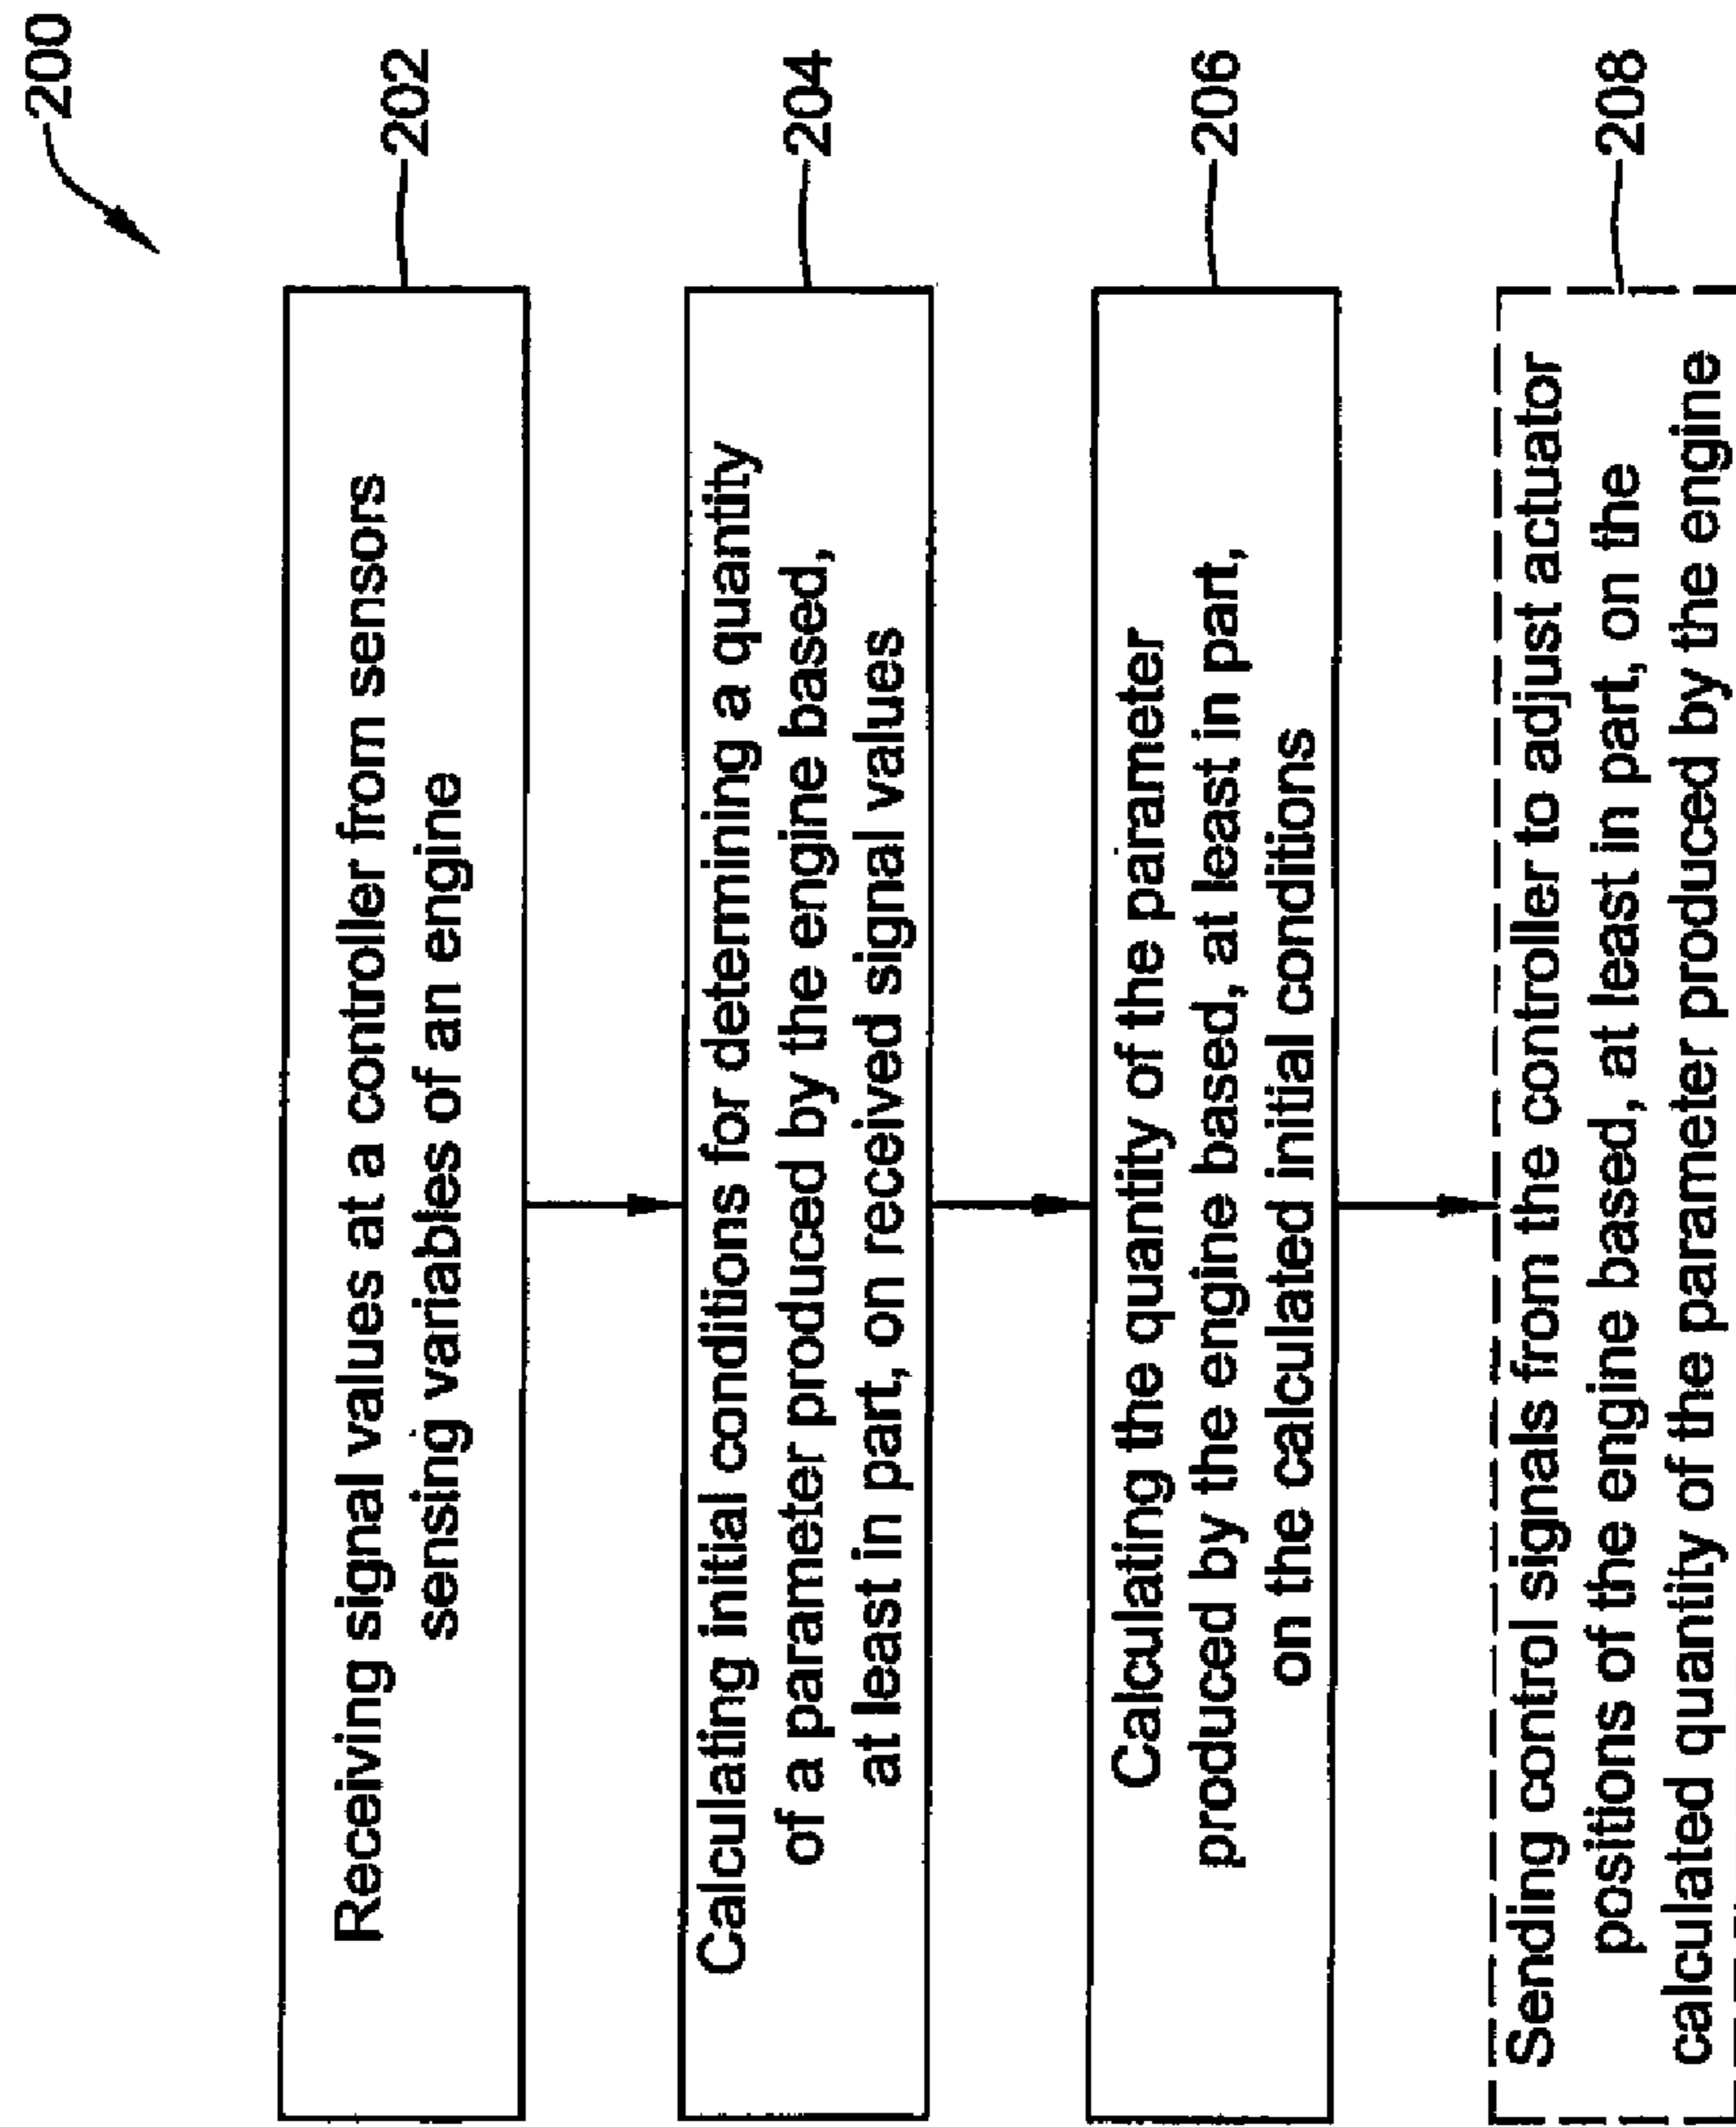 200
Receiving signal values at a controller from sensors
sensing variables of an engine
202
Calculating initial conditions for determining a quantity
of a parameter produced by the engine based,
at least in part, on received signal values
204
Calculating the quantity of the parameter
produced by the engine based, at least in part,
on the calculated initial conditions
206
Sending control signals from the controller to adjust actuator
positions of the engine based, at least in part, on the
calculated quantity of the parameter produced by the engine
208